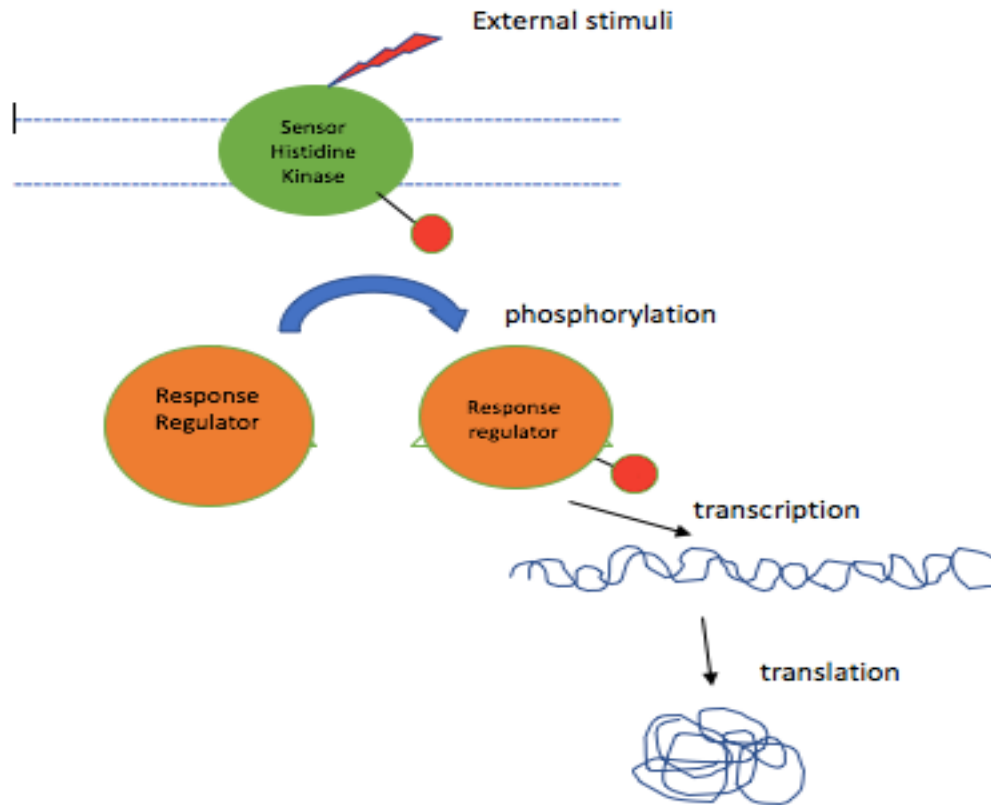 External stimuli
Sensor
Histidine
Kinase
phosphorylation
Response
Regulator
Response
regulator
transcription
translation